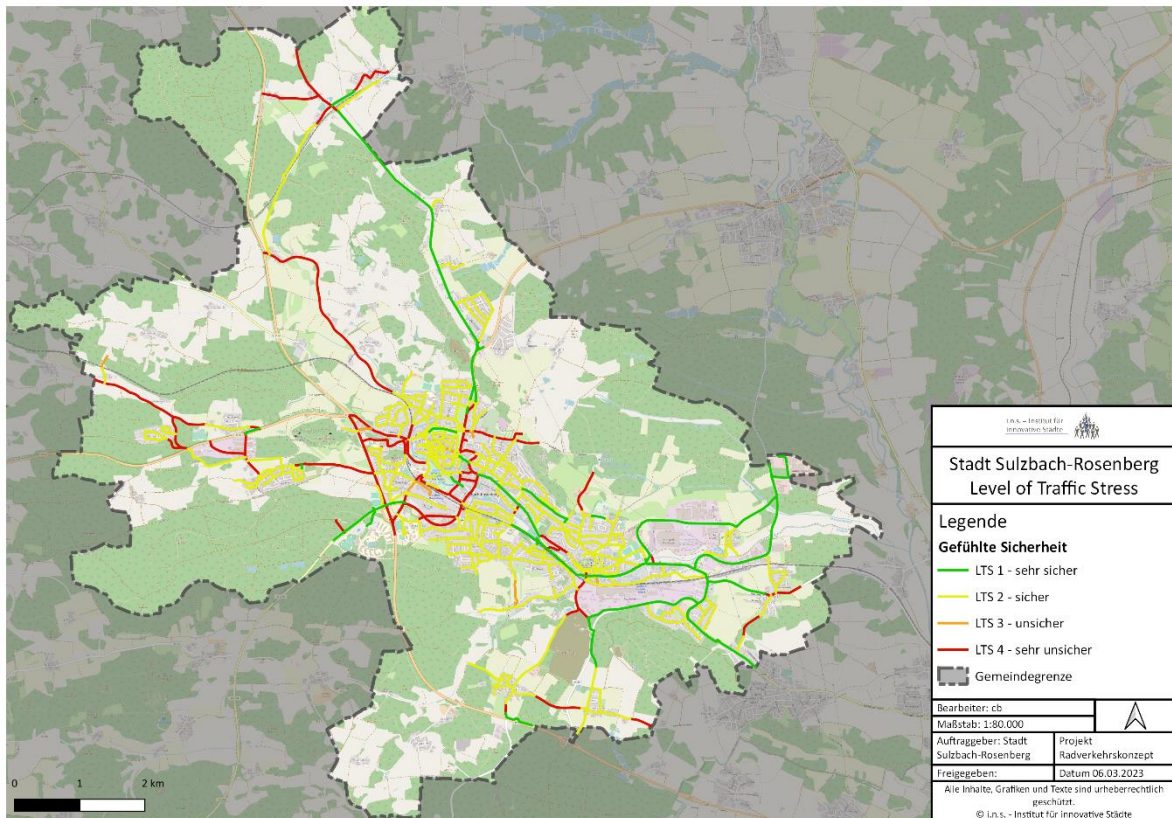 i.n.s. – Institut für
innovative Städte
Stadt Sulzbach-Rosenberg
Level of Traffic Stress
Legende
Gefühlte Sicherheit
LTS 1 - sehr sicher
LTS 2 - sicher
LTS 3 - unsicher
LTS 4 - sehr unsicher
Gemeindegrenze
Bearbeiter: cb
Maßstab: 1:80.000
Auftraggeber: Stadt
Sulzbach-Rosenberg
Projekt
Radverkehrskonzept
Freigegeben:
Datum 06.03.2023
Alle Inhalte, Grafiken und Texte sind urheberrechtlich
geschützt.
© i.n.s. - Institut für innovative Städte
0 1 2 km